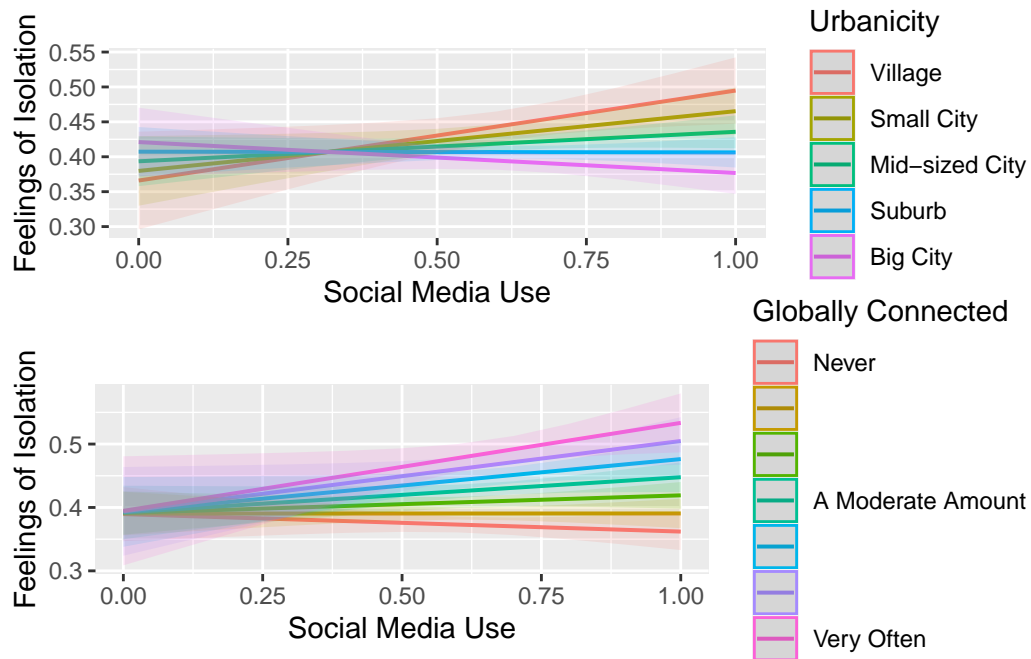 Urbanicity
Feelings of Isolation
0.55
0.50
0.45
0.40
0.35
0.30
0.00 0.25 0.50 0.75 1.00
Social Media Use
Village
Small City
Mid−sized City
Suburb
Big City
Globally Connected
Feelings of Isolation
0.5
0.4
0.3
0.00 0.25 0.50 0.75 1.00
Social Media Use
Never
A Moderate Amount
Very Often